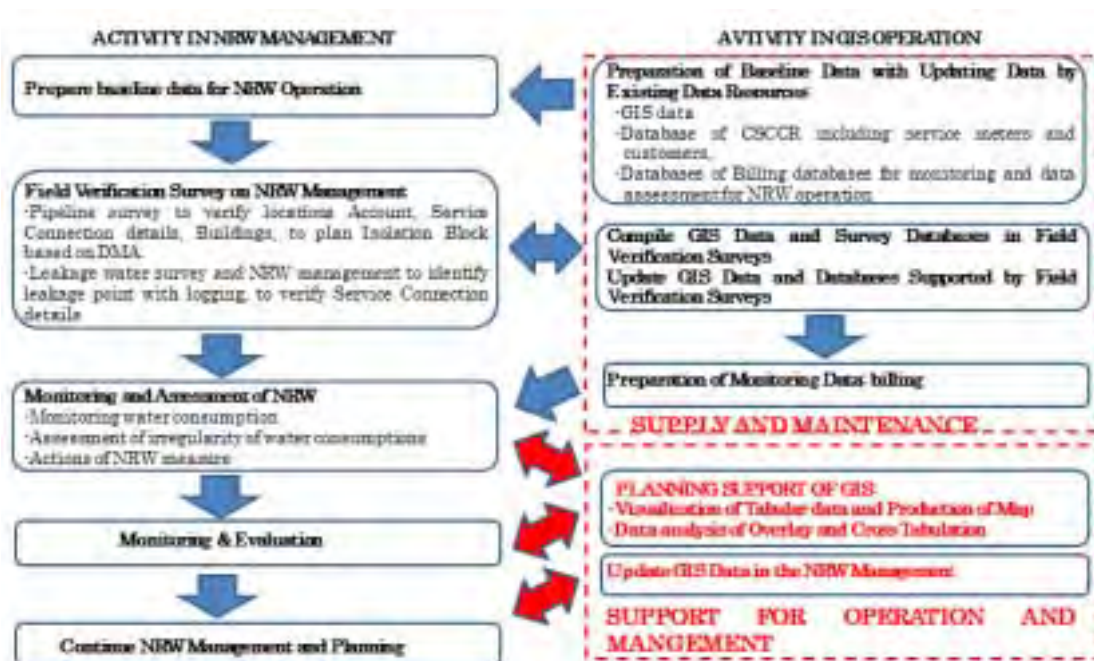 ACTIVITY IN NRW MANAGEMENT
Prepare baseline data for NRW Operation
Field Verification Survey on NRW Management
·Pipeline survey to verify locations Account, Service
Connection details, Buildings, to plan Isolation Block
based on DMA
·Leakage water survey and NRW management to identify
leakage point with logging, to verify Service Connection
details
Monitoring and Assessment of NRW
·Monitoring water consumption
·Assessment of irregularity of water consumptions
·Actions of NRW measure
Monitoring & Evaluation
Continue NRW Management and Planning
AVITIVITY IN GIS OPERATION
Preparation of Baseline Data with Updating Data by
Existing Data Resources
·GIS data
·Database of CSCCR including service meters and
customers,
·Databases of Billing databases for monitoring and data
assessment for NRW operation
Compile GIS Data and Survey Databases in Field
Verification Surveys
Update GIS Data and Databases Supported by Field
Verification Surveys
Preparation of Monitoring Data billing
SUPPLY AND MAINTENANCE
PLANNING SUPPORT OF GIS
·Visualization of Tabular data and Production of Map
·Data analysis of Overlay and Cross Tabulation
Update GIS Data in the NRW Management
SUPPORT FOR OPERATION AND
MANGEMENT